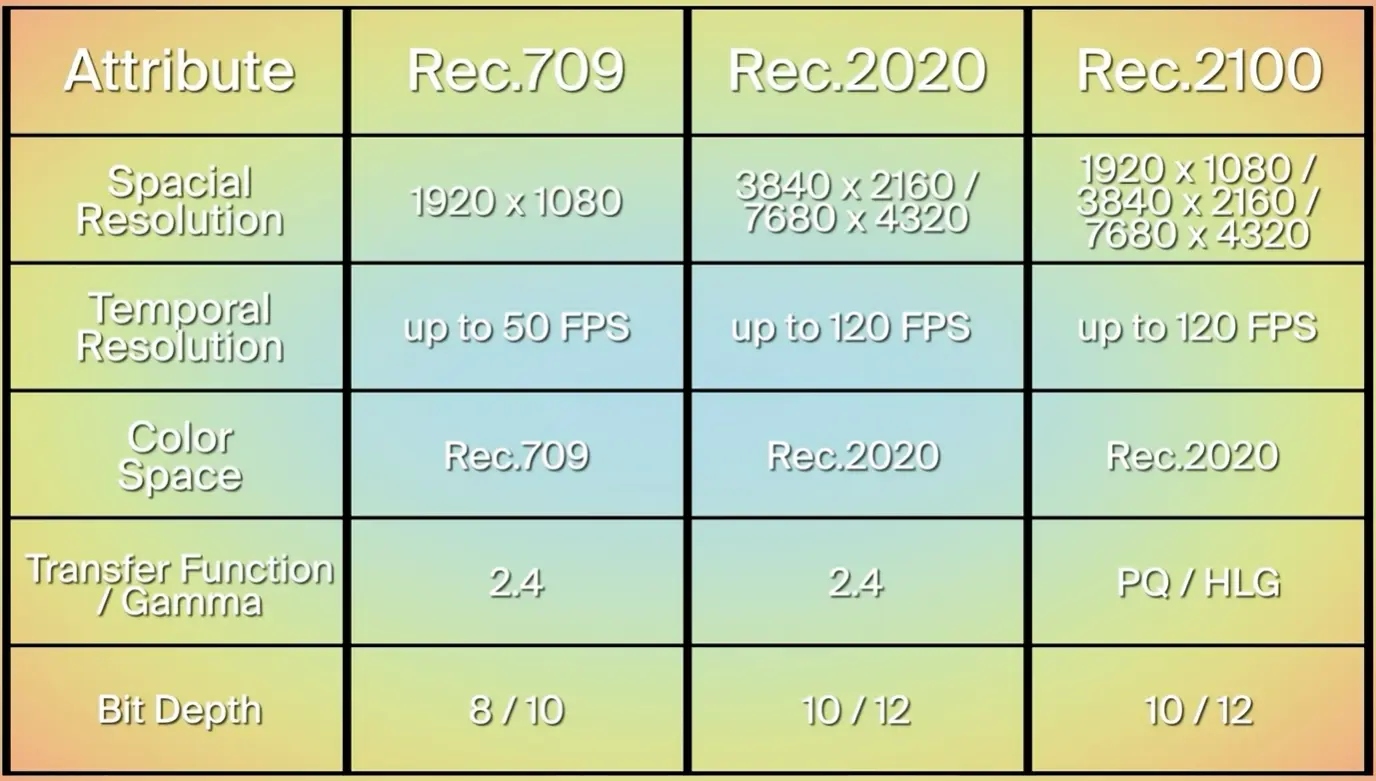 Attribute
Rec.709
Rec.2020
Rec.2100
Spacial
Resolution
1920 x 1080
3840 x 2160 /
7680 x 4320
1920 x 1080 /
3840 x 2160 /
7680 x 4320
Temporal
Resolution
up to 50 FPS
up to 120 FPS
up to 120 FPS
Color
Space
Rec.709
Rec.2020
Rec.2020
Transfer Function
/ Gamma
2.4
2.4
PQ / HLG
Bit Depth
8 / 10
10 / 12
10 / 12